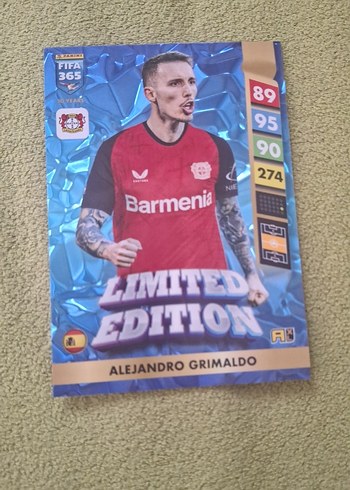 PANINI
FIFA
365
89
95
90
274
Barmenia
LIMITED
EDITION
ALEJANDRO GRIMALDO